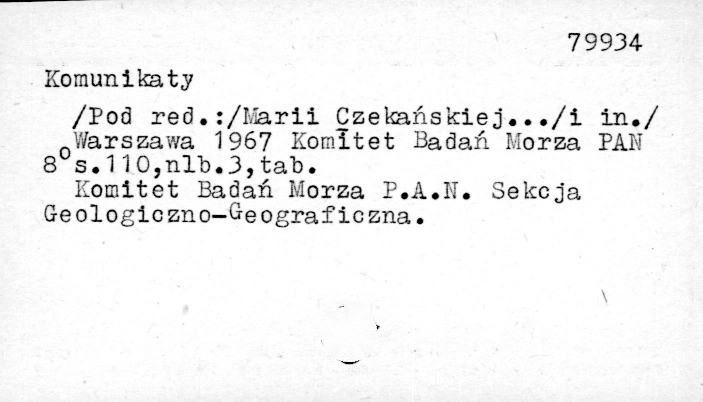 79934
Komunikaty
/Pod red.:/Marii Czekańskiej.../i in./
Warszawa 1967 Komitet Badań Morza PAN
8°s.110,nlb.3,tab.
Komitet Badań Morza P.A.N. Sekcja
Geologiczno-Geograficzna.